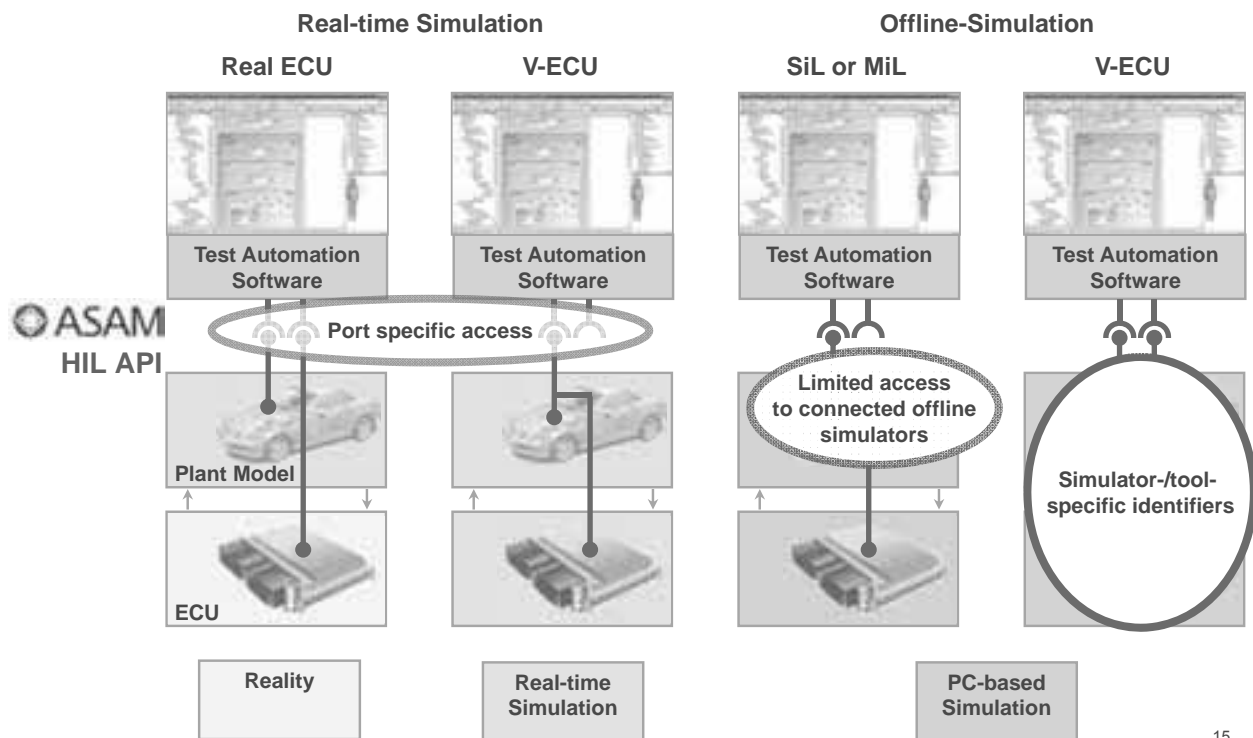 Real-time Simulation
Offline-Simulation
Real ECU
V-ECU
SiL or MiL
V-ECU
Test Automation
Software
Test Automation
Software
Test Automation
Software
Test Automation
Software
ASAM
HIL API
Port specific access
Limited access
to connected offline
simulators
Plant Model
Simulator-/tool-
specific identifiers
ECU
Reality
Real-time
Simulation
PC-based
Simulation
15